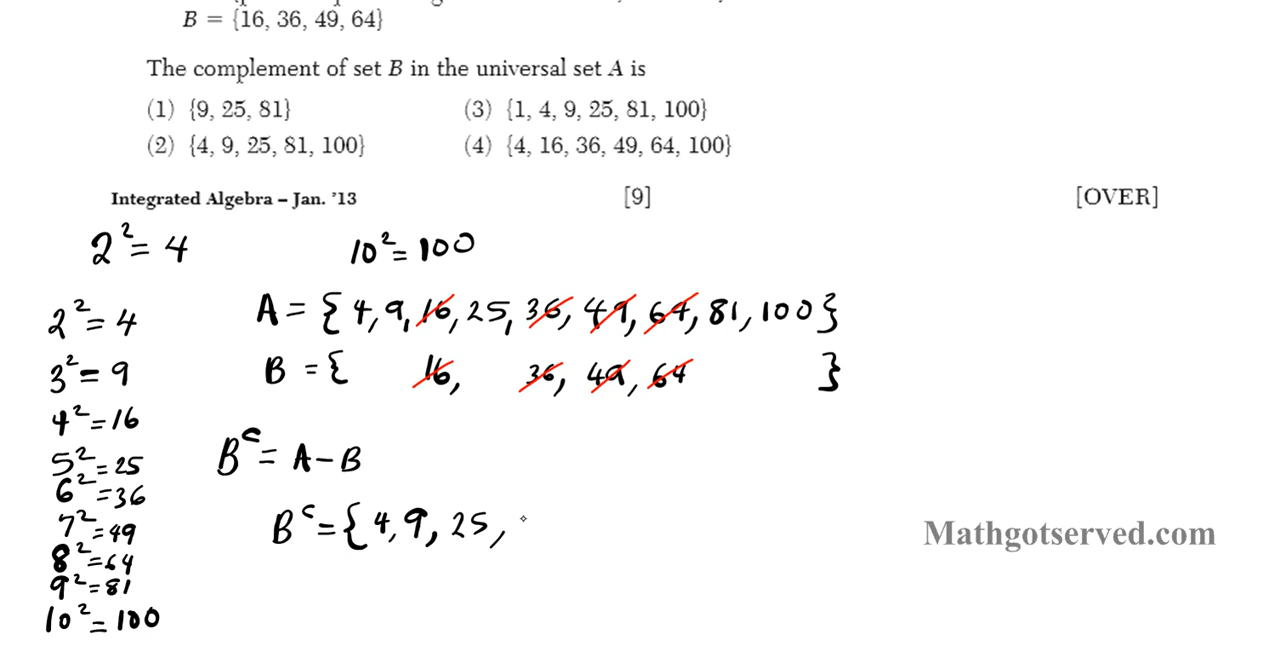 B = {16, 36, 49, 64}
The complement of set B in the universal set A is
(1) {9, 25, 81} (3) {1, 4, 9, 25, 81, 100}
(2) {4, 9, 25, 81, 100} (4) {4, 16, 36, 49, 64, 100}
Integrated Algebra – Jan. ’13 [9] [OVER]
2² = 4 10² = 100
A = {4, 9, 16, 25, 36, 49, 64, 81, 100}
2² = 4
B = { 16, 36, 49, 64 }
3² = 9
4² = 16
Bᶜ = A – B
5² = 25
6² = 36
Bᶜ = {4, 9, 25,
7² = 49
Mathgotserved.com
8² = 64
9² = 81
10² = 100